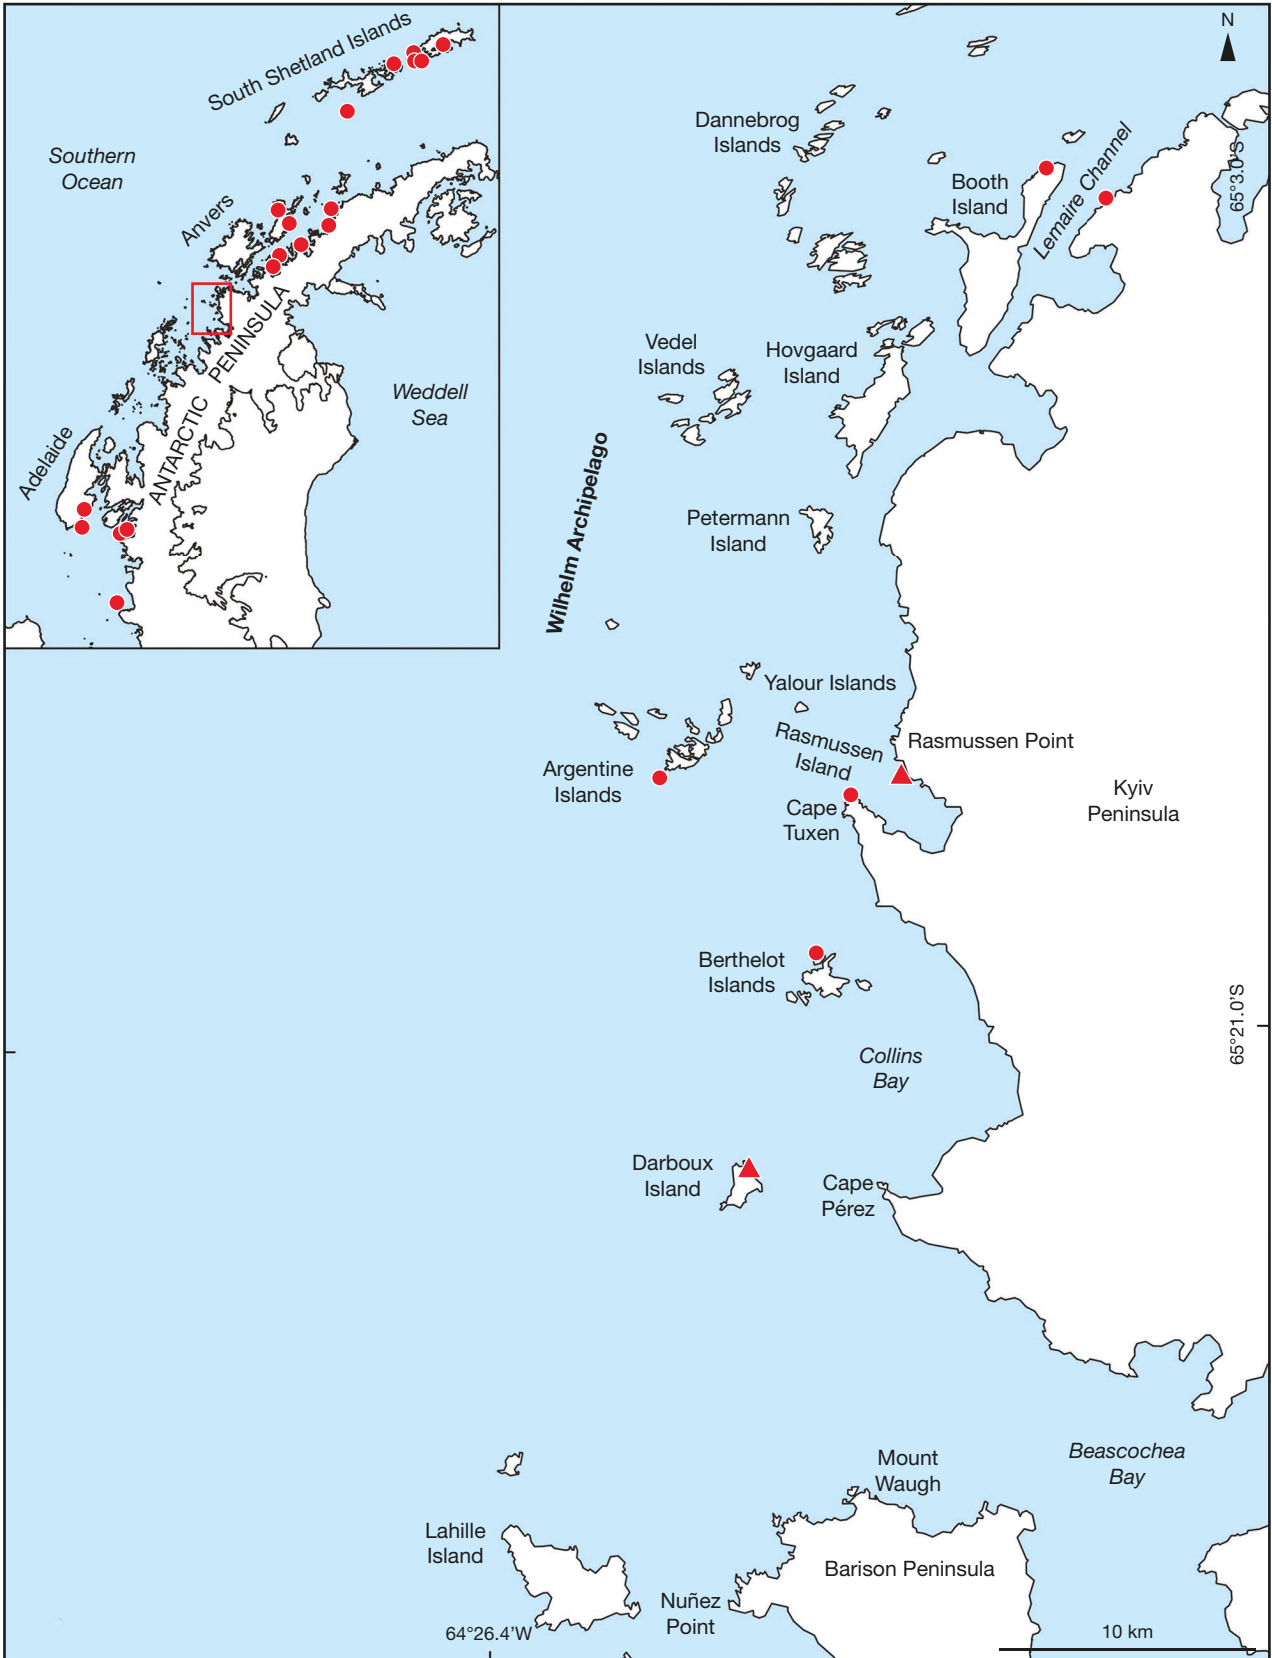 South Shetland Islands
Southern
Ocean
Anvers
ANTARCTIC PENINSULA
Weddell
Sea
Adelaide
N
Dannebrog
Islands
Booth
Island
Lemaire Channel
65°3.0'S
Vedel
Islands
Hovgaard
Island
Wilhelm Archipelago
Petermann
Island
Yalour Islands
Rasmussen
Island
Rasmussen Point
Argentine
Islands
Cape
Tuxen
Kyiv
Peninsula
Berthelot
Islands
65°21.0'S
Collins
Bay
Darboux
Island
Cape
Pérez
Beascochea
Bay
Mount
Waugh
Lahille
Island
Barison Peninsula
Nuñez
Point
64°26.4'W
10 km